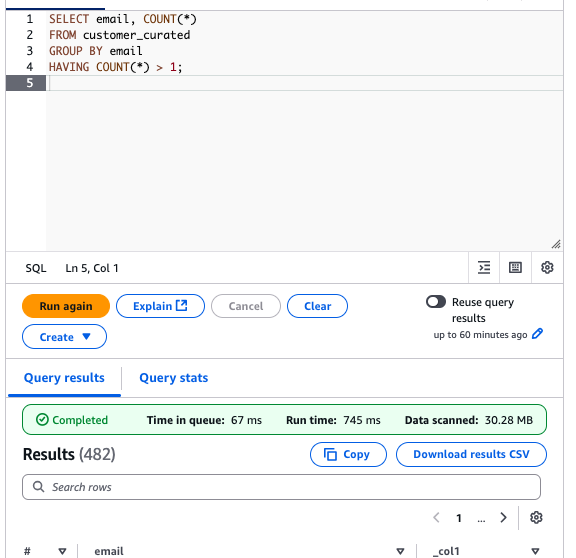 1 SELECT email, COUNT(*)
2 FROM customer_curated
3 GROUP BY email
4 HAVING COUNT(*) > 1;
5
SQL Ln 5, Col 1
Run again Explain Cancel Clear Reuse query
results
up to 60 minutes ago
Create
Query results Query stats
Completed Time in queue: 67 ms Run time: 745 ms Data scanned: 30.28 MB
Results (482) Copy Download results CSV
Search rows
1 ...
# email _col1